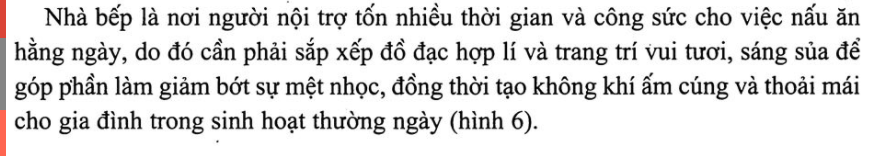 Nhà bếp là nơi người nội trợ tốn nhiều thời gian và công sức cho việc nấu ăn
hằng ngày, do đó cần phải sắp xếp đồ đạc hợp lí và trang trí vui tươi, sáng sủa để
góp phần làm giảm bớt sự mệt nhọc, đồng thời tạo không khí ấm cúng và thoải mái
cho gia đình trong sinh hoạt thường ngày (hình 6).